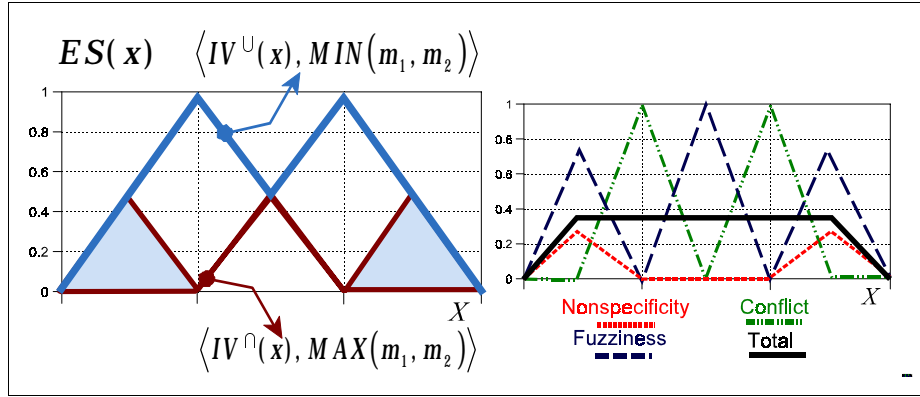 ES(x)
⟨IV ∪(x), MIN(m₁, m₂)⟩
1
0.8
0.6
0.4
0.2
0
X
⟨IV ∩(x), MAX(m₁, m₂)⟩
1
0.8
0.6
0.4
0.2
0
X
Nonspecificity
Conflict
Fuzziness
Total